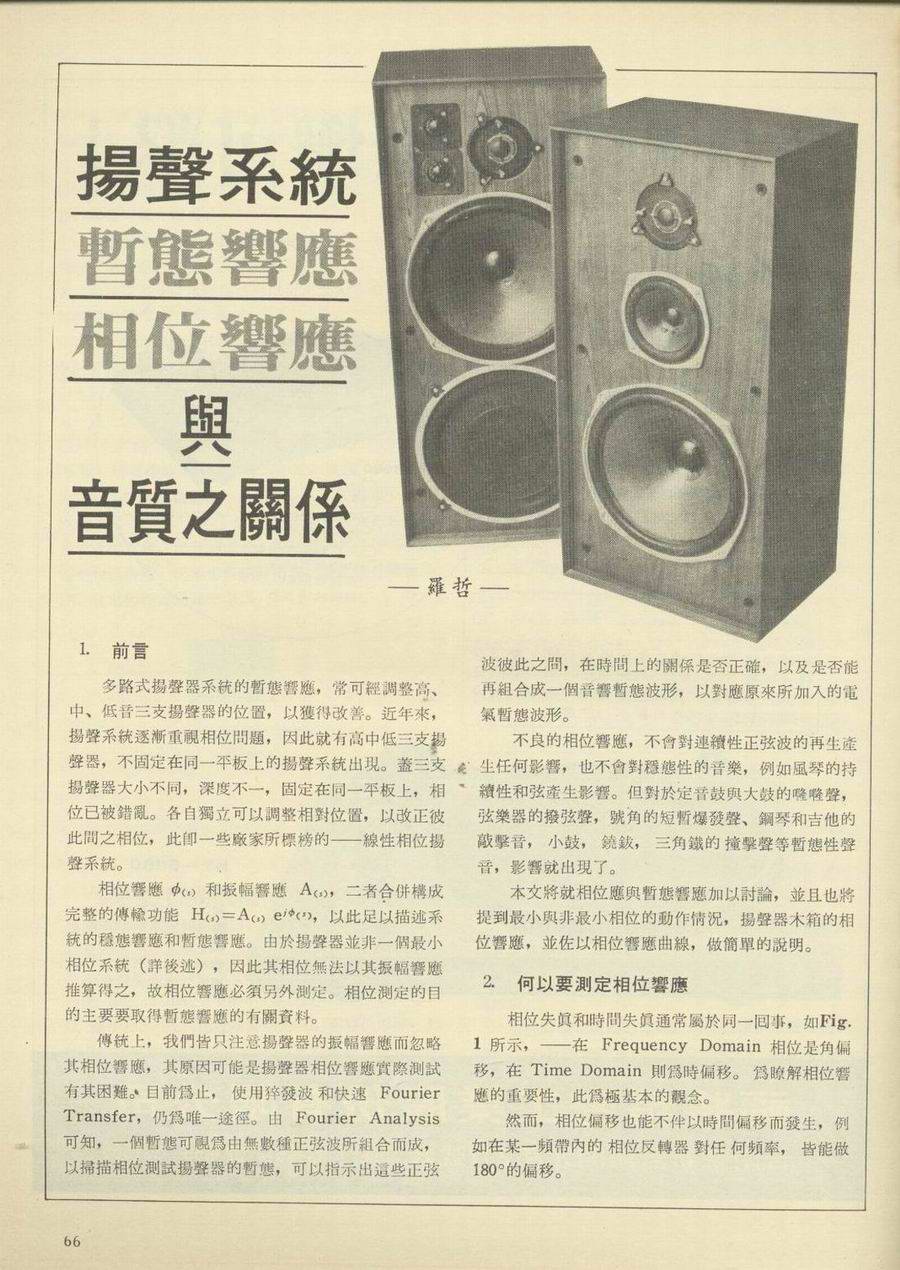 揚聲系統
暫態響應
相位響應
與
音質之關係
—羅哲—
1. 前言
多路式揚聲器系統的暫態響應，常可經調整高、
中、低音三支揚聲器的位置，以獲得改善。近年來，
揚聲系統逐漸重視相位問題，因此就有高中低三支揚
聲器，不固定在同一平板上的揚聲系統出現。蓋三支
揚聲器大小不同，深度不一，固定在同一平板上，相
位已被錯亂。各自獨立可以調整相對位置，以改正彼
此間之相位，此卽一些廠家所標榜的——線性相位揚
聲系統。
相位響應 φ(s) 和振幅響應 A(s)，二者合併構成
完整的傳輸功能 H(s)=A(s) e^jφ(s)，以此足以描述系
統的穩態響應和暫態響應。由於揚聲器並非一個最小
相位系統（詳後述），因此其相位無法以其振幅響應
推算得之，故相位響應必須另外測定。相位測定的目
的主要要取得暫態響應的有關資料。
傳統上，我們皆只注意揚聲器的振幅響應而忽略
其相位響應，其原因可能是揚聲器相位響應實際測試
有其困難。目前爲止， 使用猝發波和快速 Fourier
Transfer，仍爲唯一途徑。由 Fourier Analysis
可知，一個暫態可視爲由無數種正弦波所組合而成，
以掃描相位測試揚聲器的暫態，可以指示出這些正弦
波彼此之間，在時間上的關係是否正確，以及是否能
再組合成一個音響暫態波形，以對應原來所加入的電
氣暫態波形。
不良的相位響應，不會對連續性正弦波的再生產
生任何影響，也不會對穩態性的音樂，例如風琴的持
續性和弦產生影響。但對於定音鼓與大鼓的嗵嗵聲，
弦樂器的撥弦聲，號角的短暫爆發聲、鋼琴和吉他的
敲擊音， 小鼓， 鐃鈸， 三角鐵的 撞擊聲等暫態性聲
音，影響就出現了。
本文將就相位應與暫態響應加以討論，並且也將
提到最小與非最小相位的動作情況，揚聲器木箱的相
位響應，並佐以相位響應曲線，做簡單的說明。
2. 何以要測定相位響應
相位失眞和時間失眞通常屬於同一囘事，如Fig.
1 所示，——在 Frequency Domain 相位是角偏
移，在 Time Domain 則爲時偏移。 爲瞭解相位響
應的重要性，此爲極基本的觀念。
然而，相位偏移也能不伴以時間偏移而發生，例
如在某一頻帶內的 相位反轉器 對任 何頻率， 皆能做
180°的偏移。
66